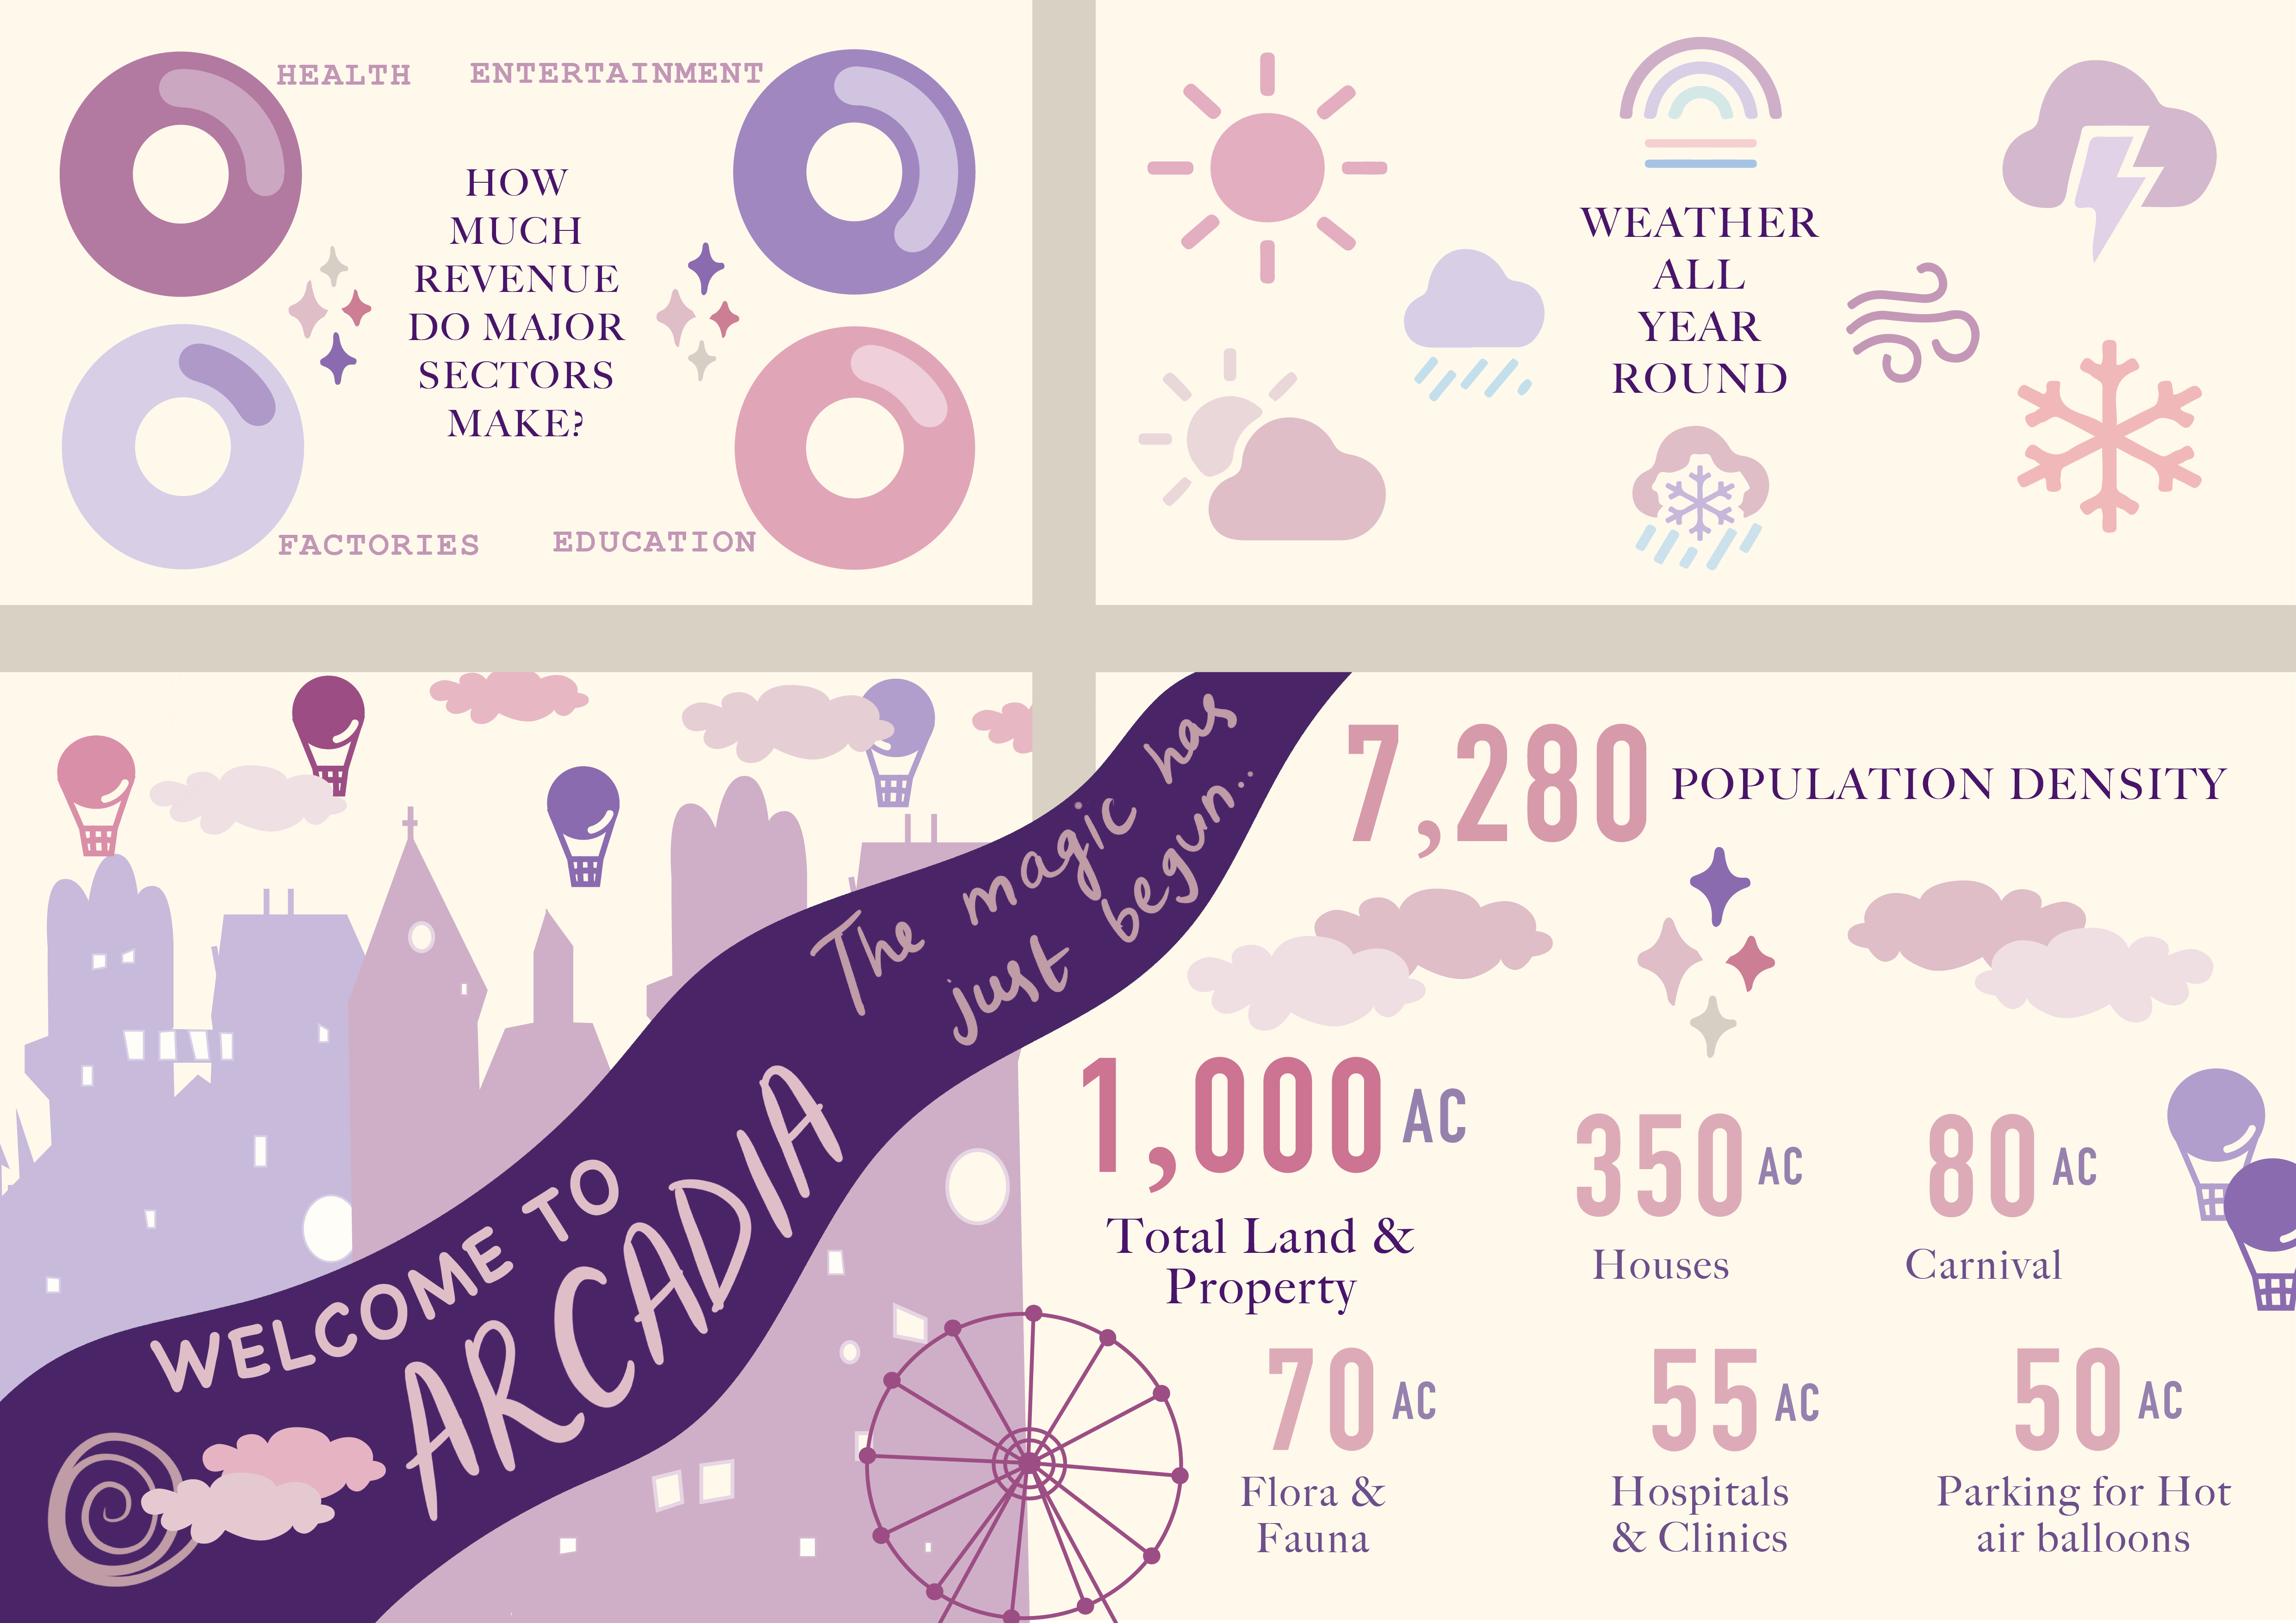 HEALTH
ENTERTAINMENT
HOW
MUCH
REVENUE
DO MAJOR
SECTORS
MAKE?
FACTORIES
EDUCATION
WEATHER
ALL
YEAR
ROUND
WELCOME TO
ARCADIA
The magic has
just begun...
7,280 POPULATION DENSITY
1,000 AC
Total Land &
Property
350 AC
Houses
80 AC
Carnival
70 AC
Flora &
Fauna
55 AC
Hospitals
& Clinics
50 AC
Parking for Hot
air balloons